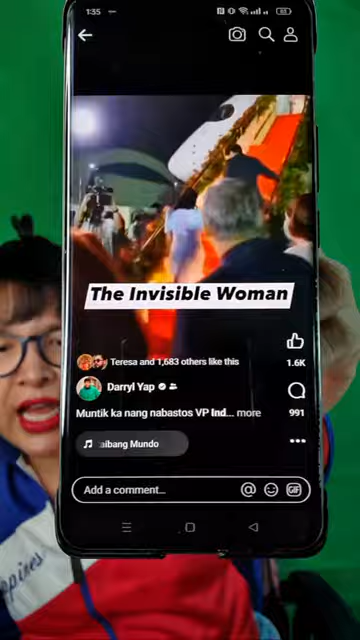 1:35
The Invisible Woman
Teresa and 1,683 others like this
1.6K
Darryl Yap
Muntik ka nang nabastos VP Ind... more
991
aibang Mundo
Add a comment...
@
GIF